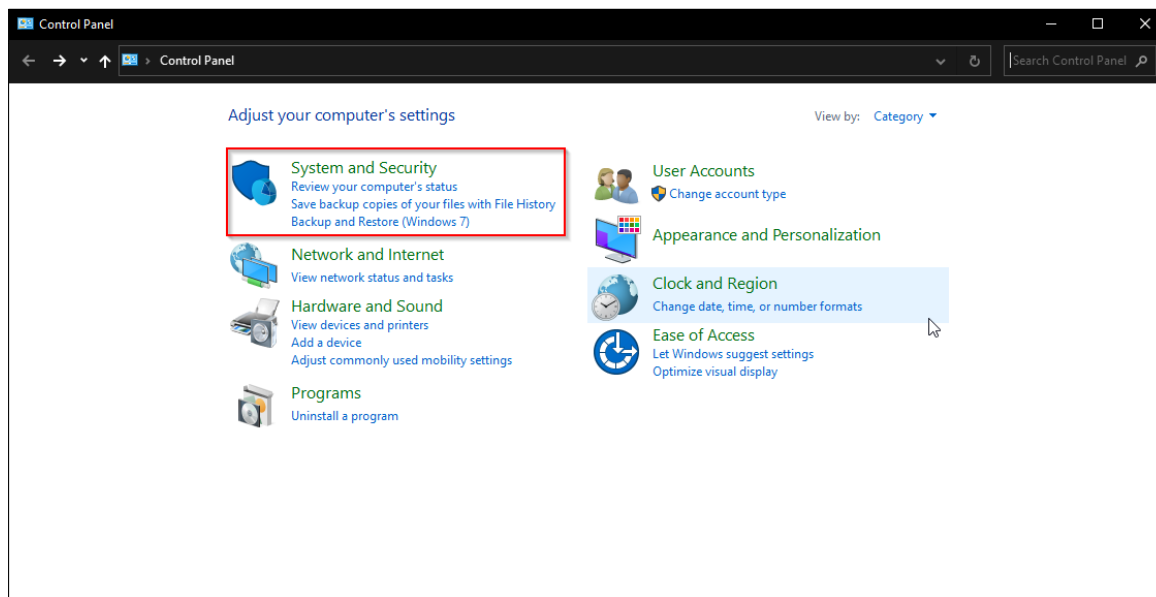 Control Panel
Control Panel
Search Control Panel
Adjust your computer's settings
View by: Category
System and Security
Review your computer's status
Save backup copies of your files with File History
Backup and Restore (Windows 7)
Network and Internet
View network status and tasks
Hardware and Sound
View devices and printers
Add a device
Adjust commonly used mobility settings
Programs
Uninstall a program
User Accounts
Change account type
Appearance and Personalization
Clock and Region
Change date, time, or number formats
Ease of Access
Let Windows suggest settings
Optimize visual display